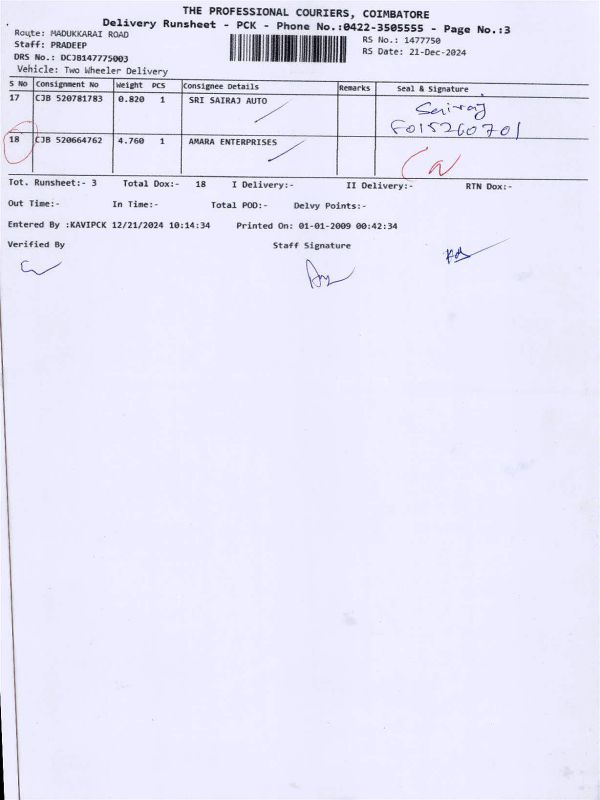 THE PROFESSIONAL COURIERS, COIMBATORE
Delivery Runsheet - PCK - Phone No.:0422-3505555 - Page No.:3
Route: MADUKKARAI ROAD
RS No.: 1477750
Staff: PRADEEP
RS Date: 21-Dec-2024
DRS No.: DCJB147775003
Vehicle: Two Wheeler Delivery
S No Consignment No Weight PCS Consignee Details Remarks Seal & Signature
17 CJB 520781783 0.820 1 SRI SAIRAJ AUTO Sairaj
18 CJB 520664762 4.760 1 AMARA ENTERPRISES
Tot. Runsheet:- 3 Total Dox:- 18 I Delivery:- II Delivery:- RTN Dox:-
Out Time:- In Time:- Total POD:- Delvy Points:-
Entered By :KAVIPCK 12/21/2024 10:14:34 Printed On: 01-01-2009 00:42:34
Verified By Staff Signature